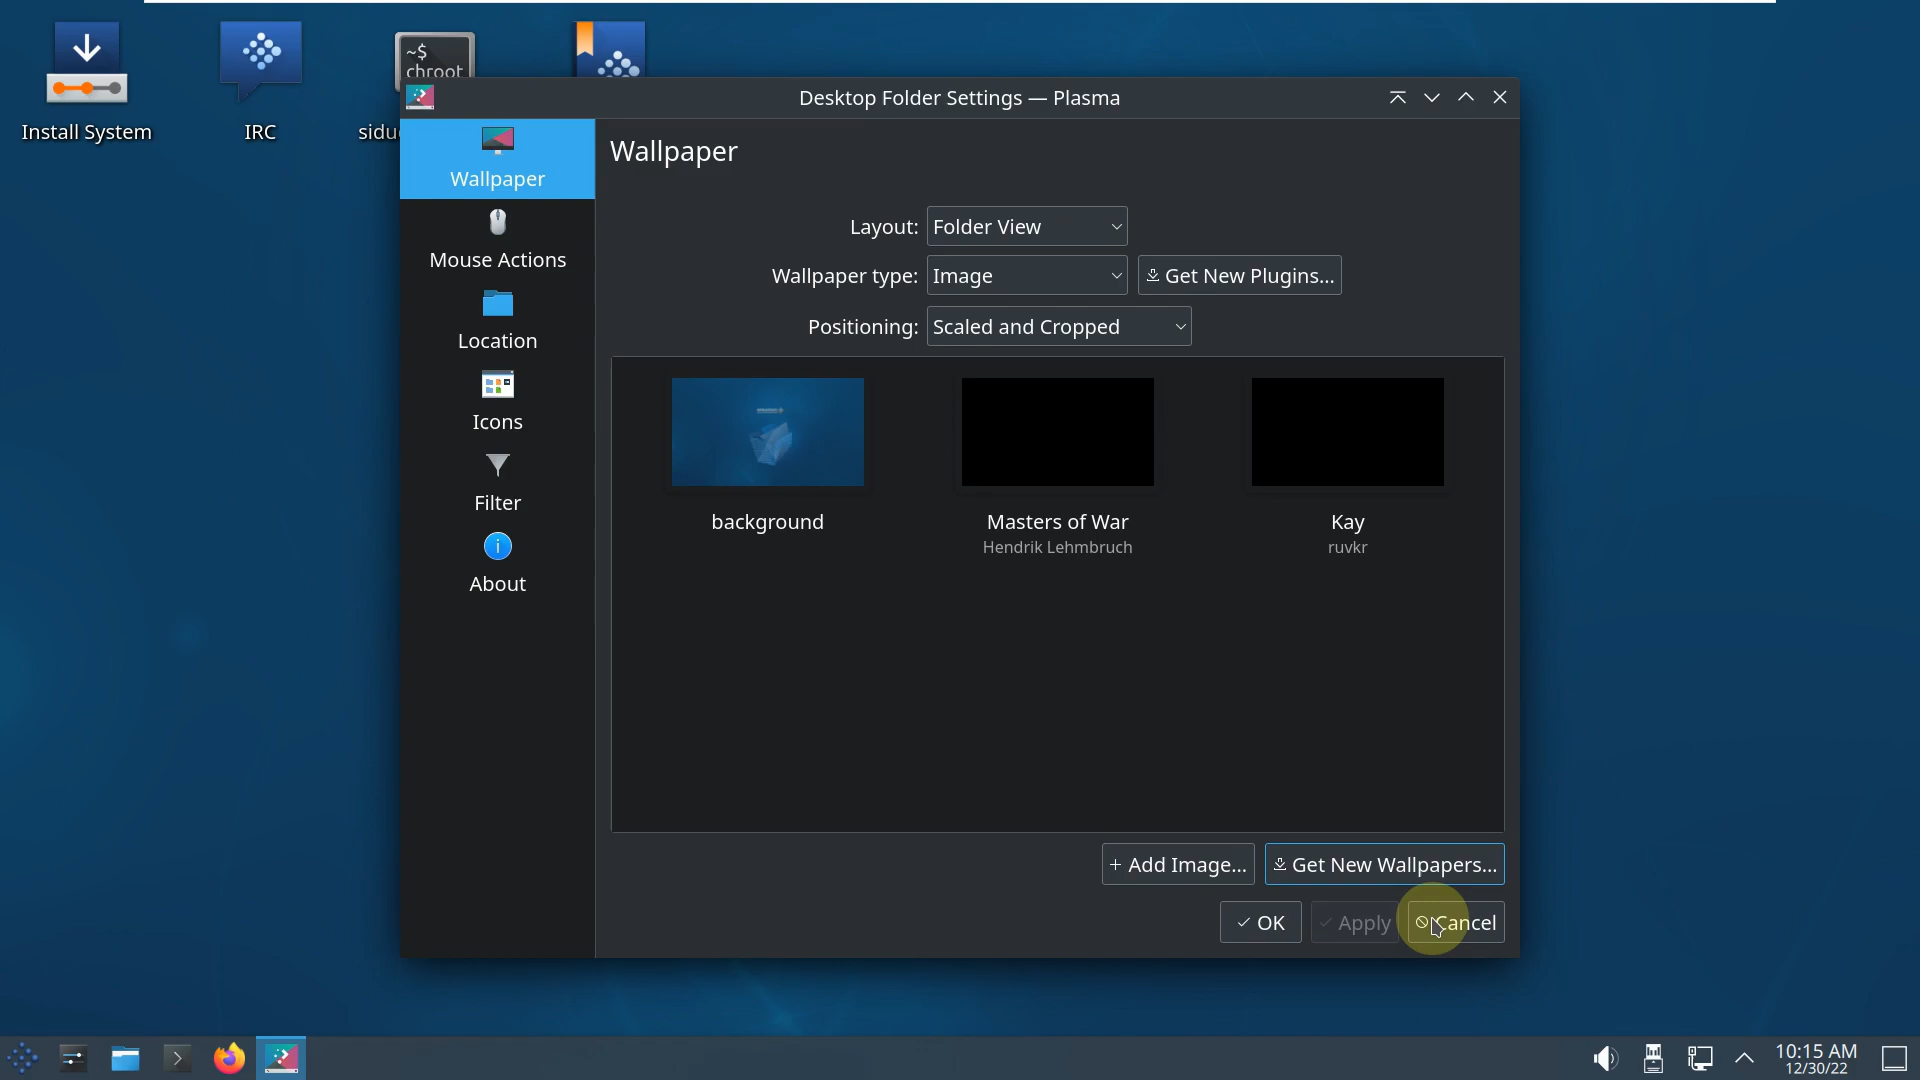 ~$
chroot
Install System
IRC
siduc
Desktop Folder Settings — Plasma
Wallpaper
Mouse Actions
Location
Icons
Filter
About
Wallpaper
Layout: Folder View
Wallpaper type: Image Get New Plugins...
Positioning: Scaled and Cropped
background
Masters of War
Hendrik Lehmbruch
Kay
ruvkr
+ Add Image... Get New Wallpapers...
OK Apply Cancel
10:15 AM
12/30/22